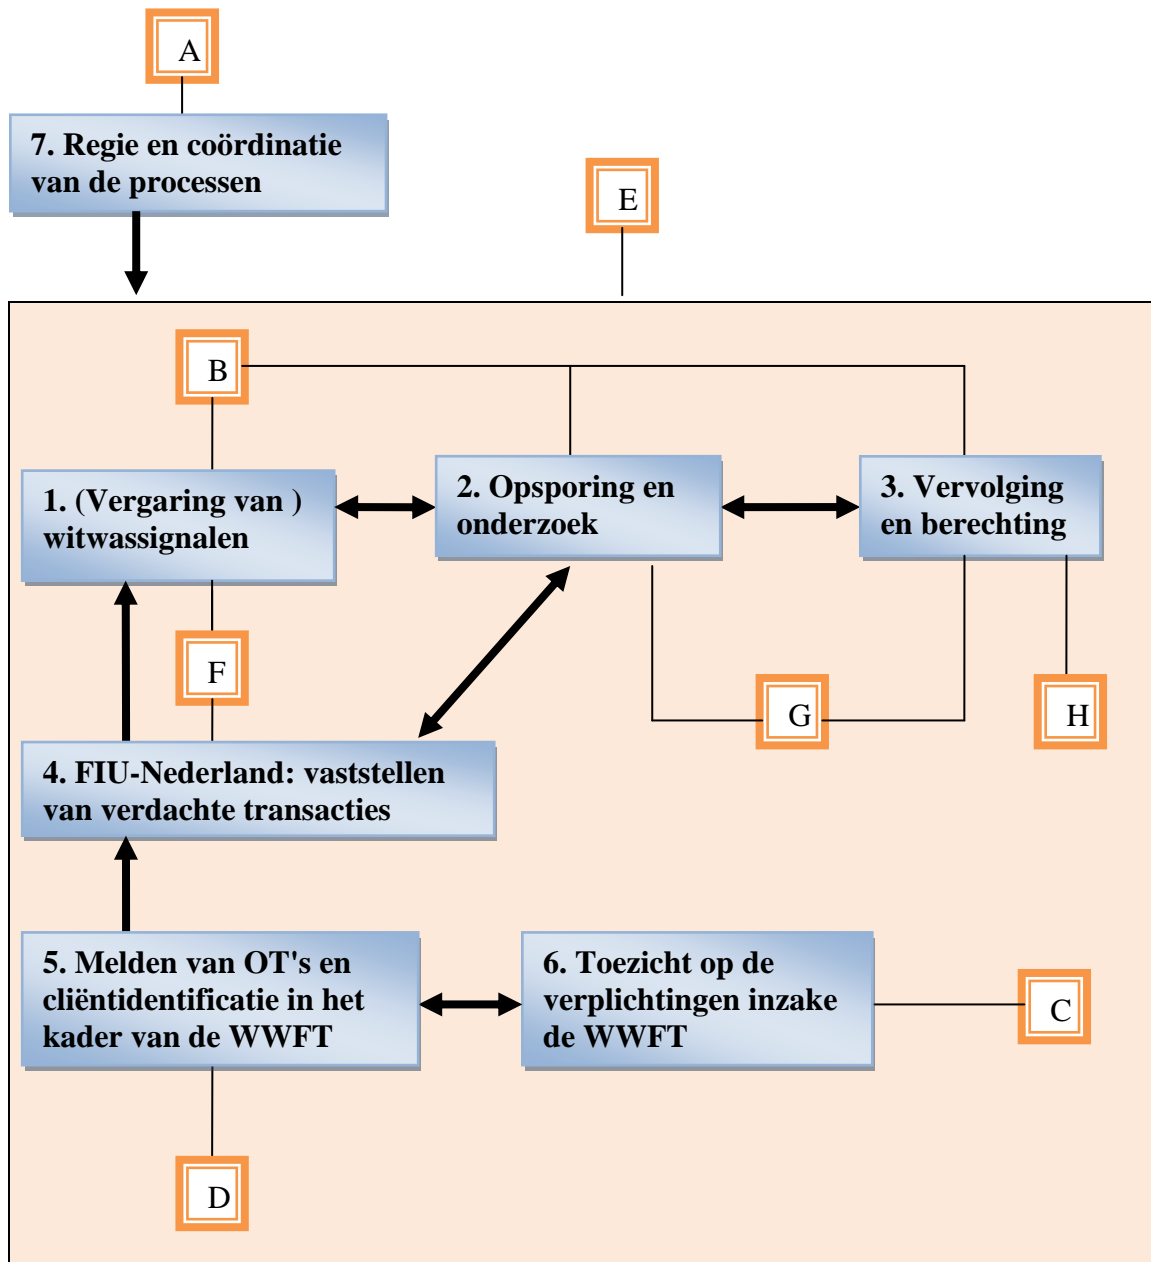 A
7. Regie en coördinatie
van de processen
E
B
1. (Vergaring van )
witwassignalen
2. Opsporing en
onderzoek
3. Vervolging
en berechting
F
G
H
4. FIU-Nederland: vaststellen
van verdachte transacties
5. Melden van OT's en
cliëntidentificatie in het
kader van de WWFT
6. Toezicht op de
verplichtingen inzake
de WWFT
C
D